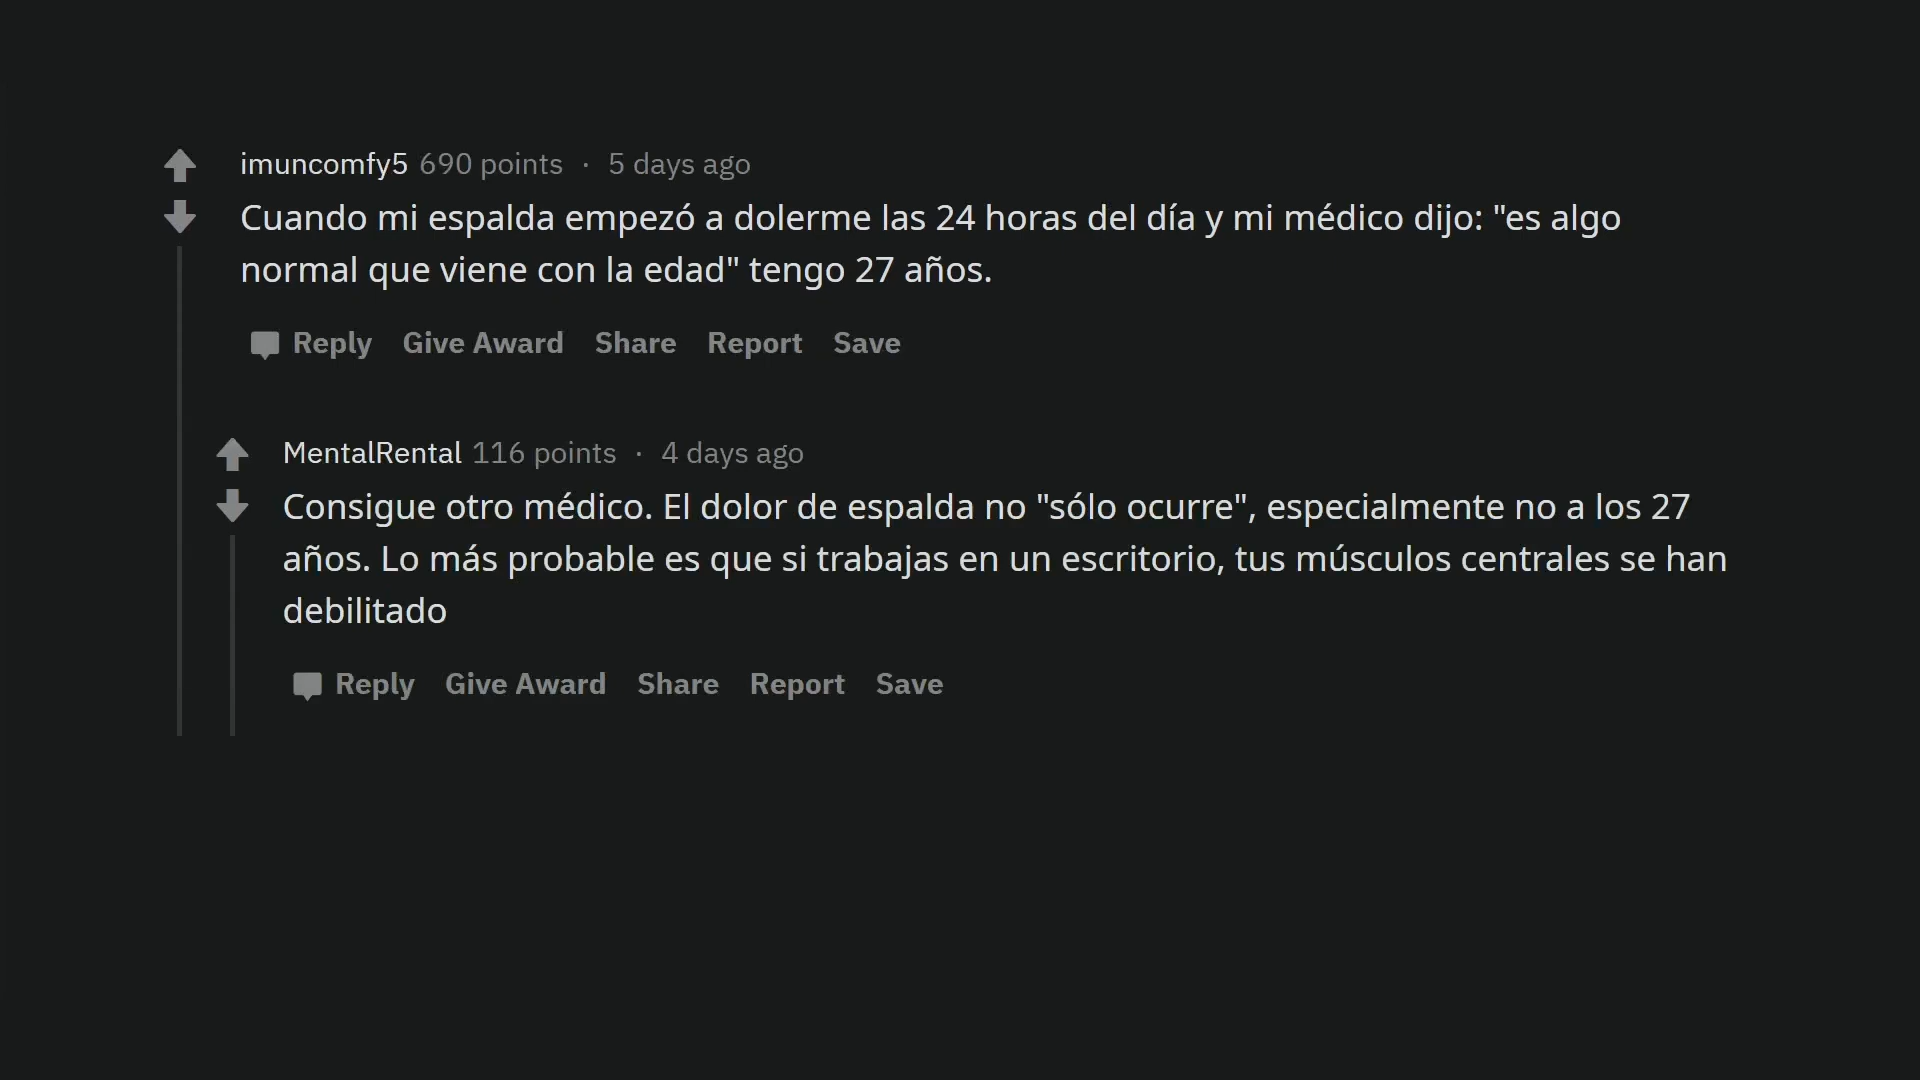 imuncomfy5 690 points · 5 days ago
Cuando mi espalda empezó a dolerme las 24 horas del día y mi médico dijo: "es algo
normal que viene con la edad" tengo 27 años.
Reply Give Award Share Report Save
MentalRental 116 points · 4 days ago
Consigue otro médico. El dolor de espalda no "sólo ocurre", especialmente no a los 27
años. Lo más probable es que si trabajas en un escritorio, tus músculos centrales se han
debilitado
Reply Give Award Share Report Save